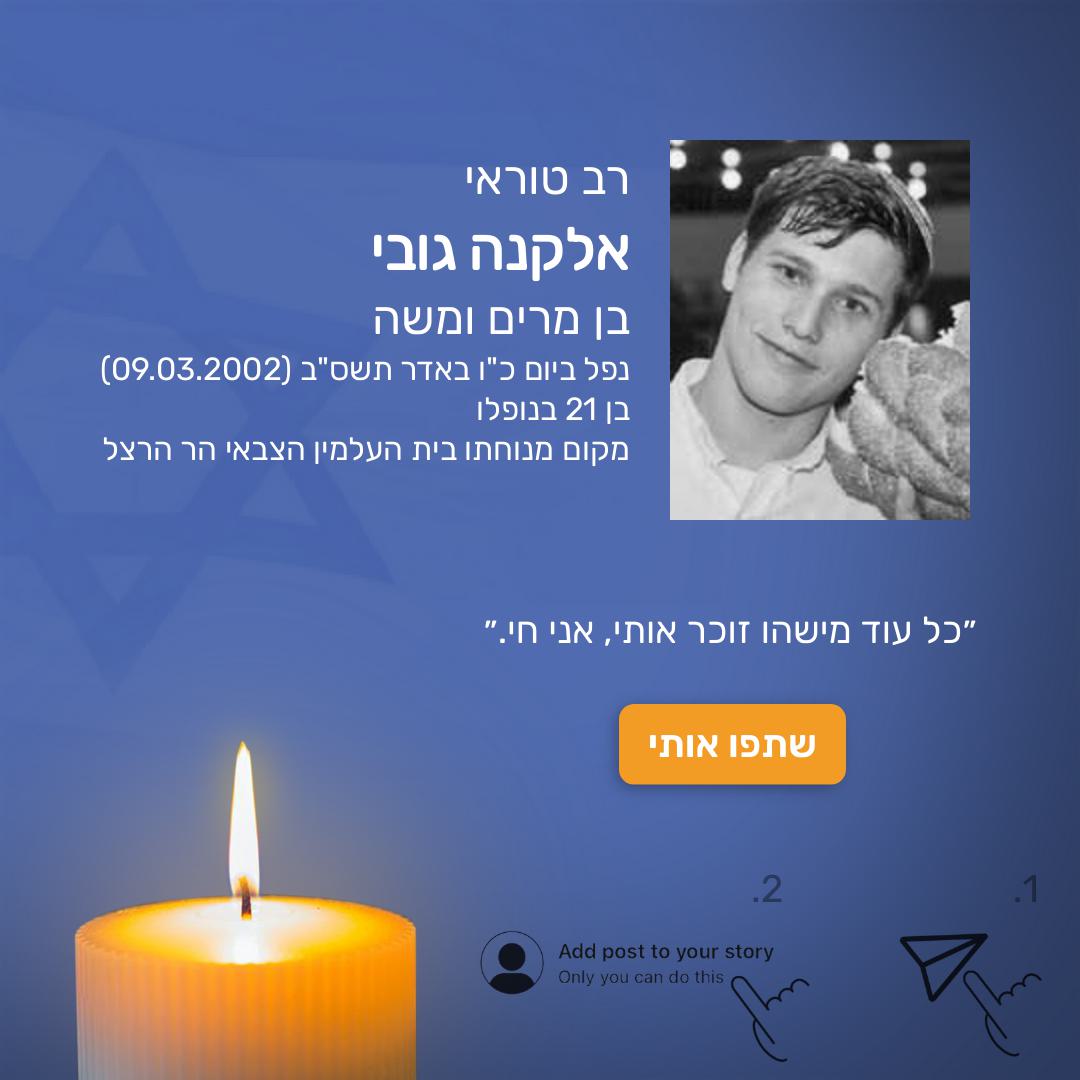 רב טוראי
אלקנה גובי
בן מרים ומשה
נפל ביום כ"ו באדר תשס"ב (09.03.2002)
בן 21 בנופלו
מקום מנוחתו בית העלמין הצבאי הר הרצל
״כל עוד מישהו זוכר אותי, אני חי.״
שתפו אותי
.1
.2
Add post to your story
Only you can do this